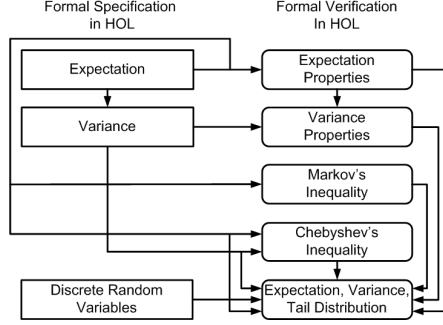 Formal Specification
in HOL
Formal Verification
In HOL
Expectation
Expectation
Properties
Variance
Variance
Properties
Markov's
Inequality
Chebyshev's
Inequality
Discrete Random
Variables
Expectation, Variance,
Tail Distribution